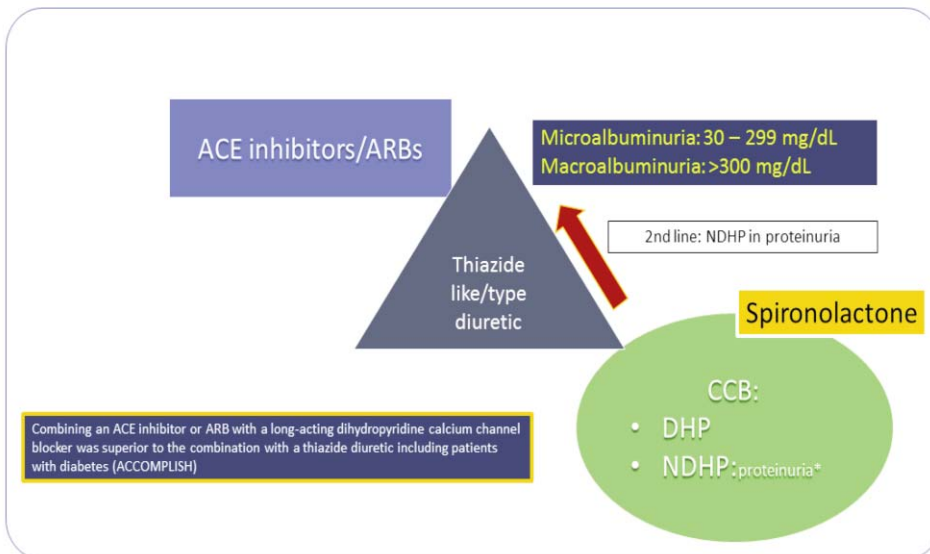 ACE inhibitors/ARBs
Microalbuminuria: 30 – 299 mg/dL
Macroalbuminuria: >300 mg/dL
2nd line: NDHP in proteinuria
Thiazide
like/type
diuretic
Spironolactone
CCB:
• DHP
• NDHP: proteinuria*
Combining an ACE inhibitor or ARB with a long-acting dihydropyridine calcium channel
blocker was superior to the combination with a thiazide diuretic including patients
with diabetes (ACCOMPLISH)